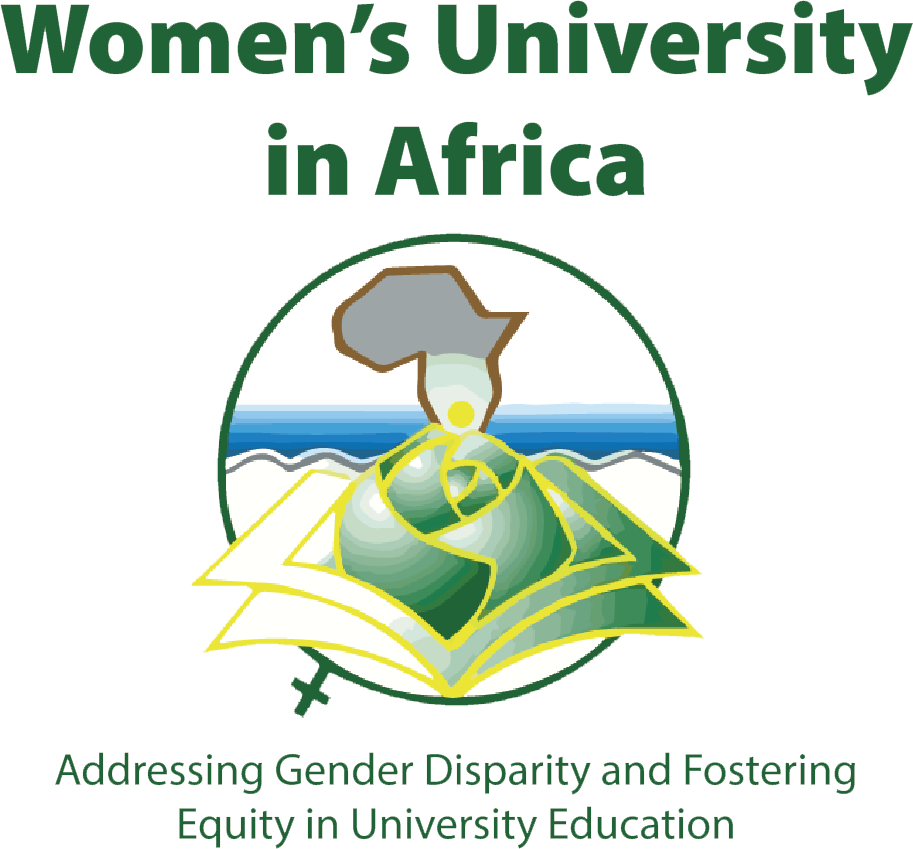 Women’s University
in Africa
Addressing Gender Disparity and Fostering
Equity in University Education